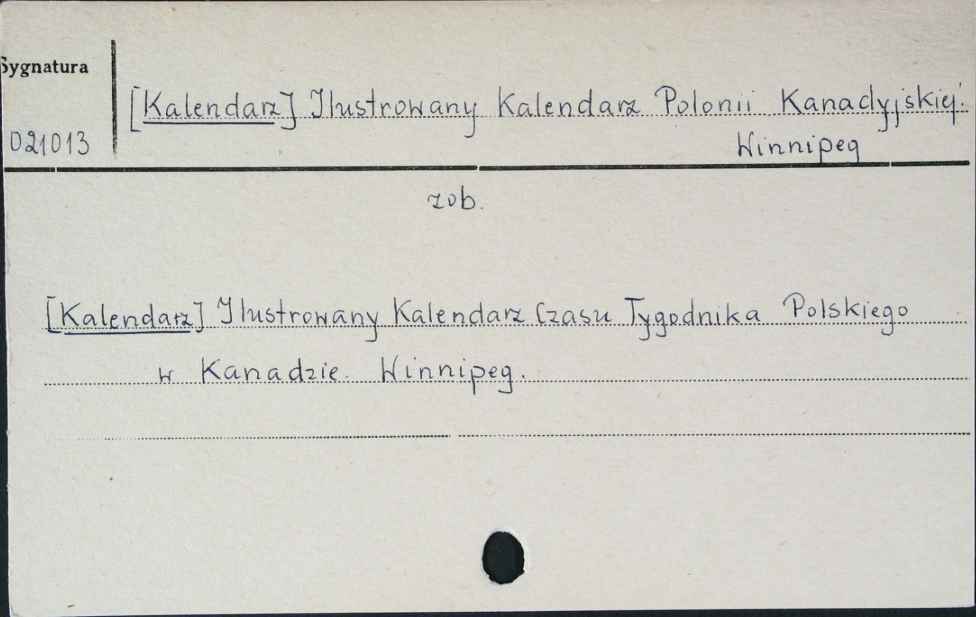 Sygnatura
[Kalendarz] Ilustrowany Kalendarz Polonii Kanadyjskiej.
021013
Winnipeg
zob.
[Kalendarz] Ilustrowany Kalendarz Czasu Tygodnika Polskiego
w Kanadzie. Winnipeg.